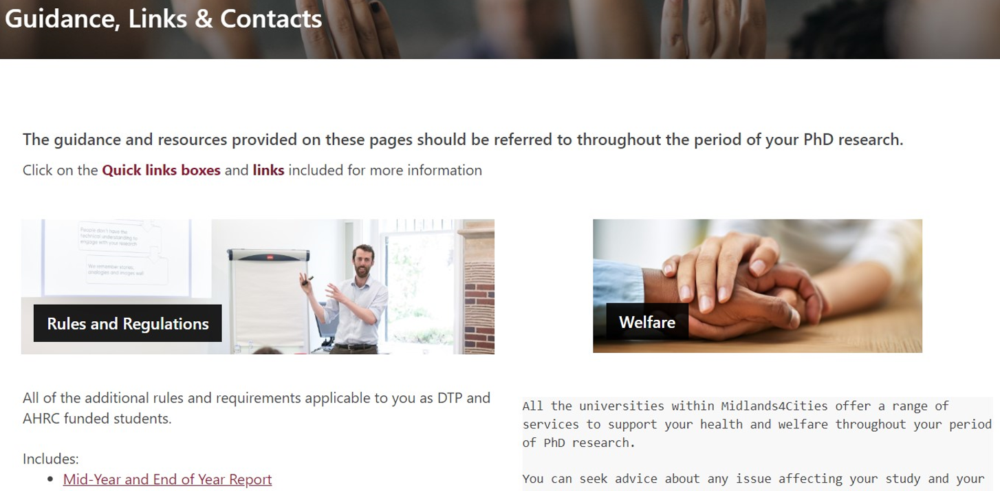 Guidance, Links & Contacts
The guidance and resources provided on these pages should be referred to throughout the period of your PhD research.
Click on the Quick links boxes and links included for more information
People don't have the
technical understanding to
engage with your research
We remember stories,
analogies and images well
Rules and Regulations
Welfare
All of the additional rules and requirements applicable to you as DTP and
AHRC funded students.
Includes:
Mid-Year and End of Year Report
All the universities within Midlands4Cities offer a range of
services to support your health and welfare throughout your period
of PhD research.
You can seek advice about any issue affecting your study and your